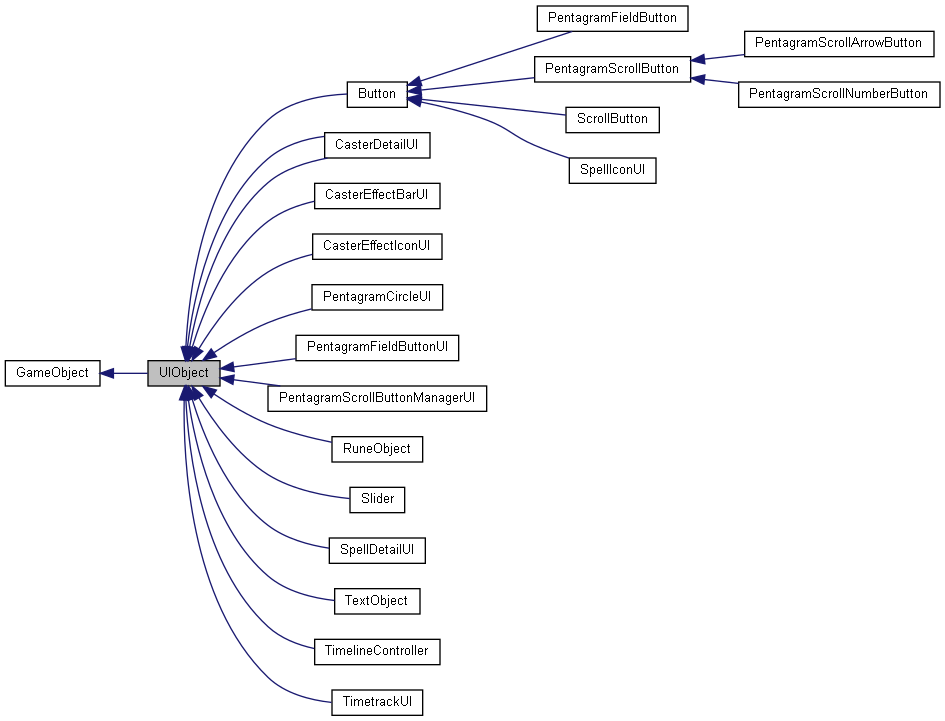 PentagramFieldButton
PentagramScrollArrowButton
PentagramScrollButton
Button
PentagramScrollNumberButton
ScrollButton
CasterDetailUI
SpellIconUI
CasterEffectBarUI
CasterEffectIconUI
PentagramCircleUI
PentagramFieldButtonUI
GameObject
UIObject
PentagramScrollButtonManagerUI
RuneObject
Slider
SpellDetailUI
TextObject
TimelineController
TimetrackUI